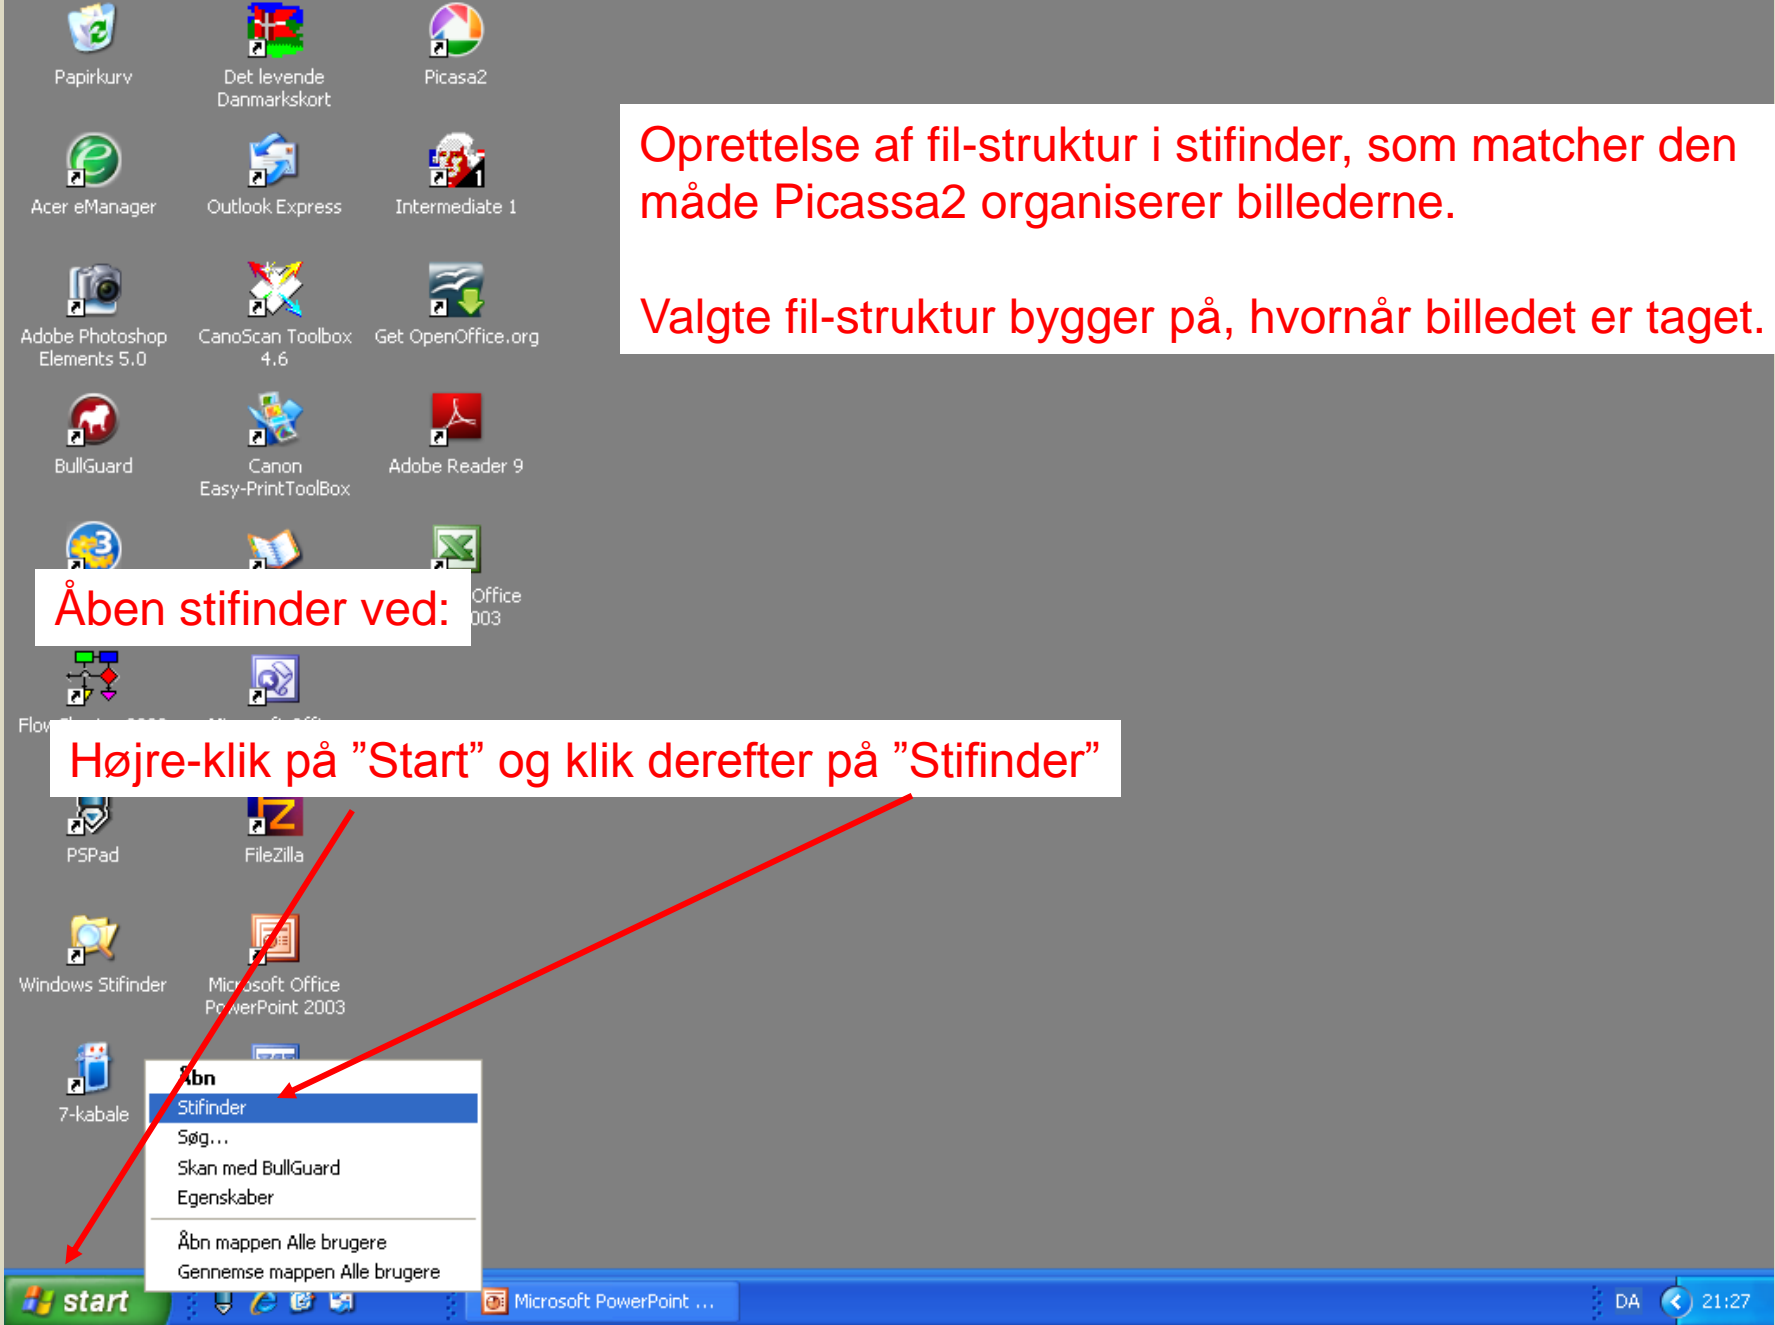 Papirkurv
Det levende
Danmarkskort
Picasa2
Oprettelse af fil-struktur i stifinder, som matcher den
måde Picassa2 organiserer billederne.
Valgte fil-struktur bygger på, hvornår billedet er taget.
Acer eManager
Outlook Express
Intermediate 1
1
Adobe Photoshop
Elements 5.0
CanoScan Toolbox
4.6
Get OpenOffice.org
BullGuard
Canon
Easy-PrintToolBox
Adobe Reader 9
3
Office
003
Åben stifinder ved:
Højre-klik på ”Start” og klik derefter på ”Stifinder”
PSPad
FileZilla
Windows Stifinder
Microsoft Office
PowerPoint 2003
7-kabale
Åbn
Stifinder
Søg...
Skan med BullGuard
Egenskaber
Åbn mappen Alle brugere
Gennemse mappen Alle brugere
start
Microsoft PowerPoint ...
DA
21:27